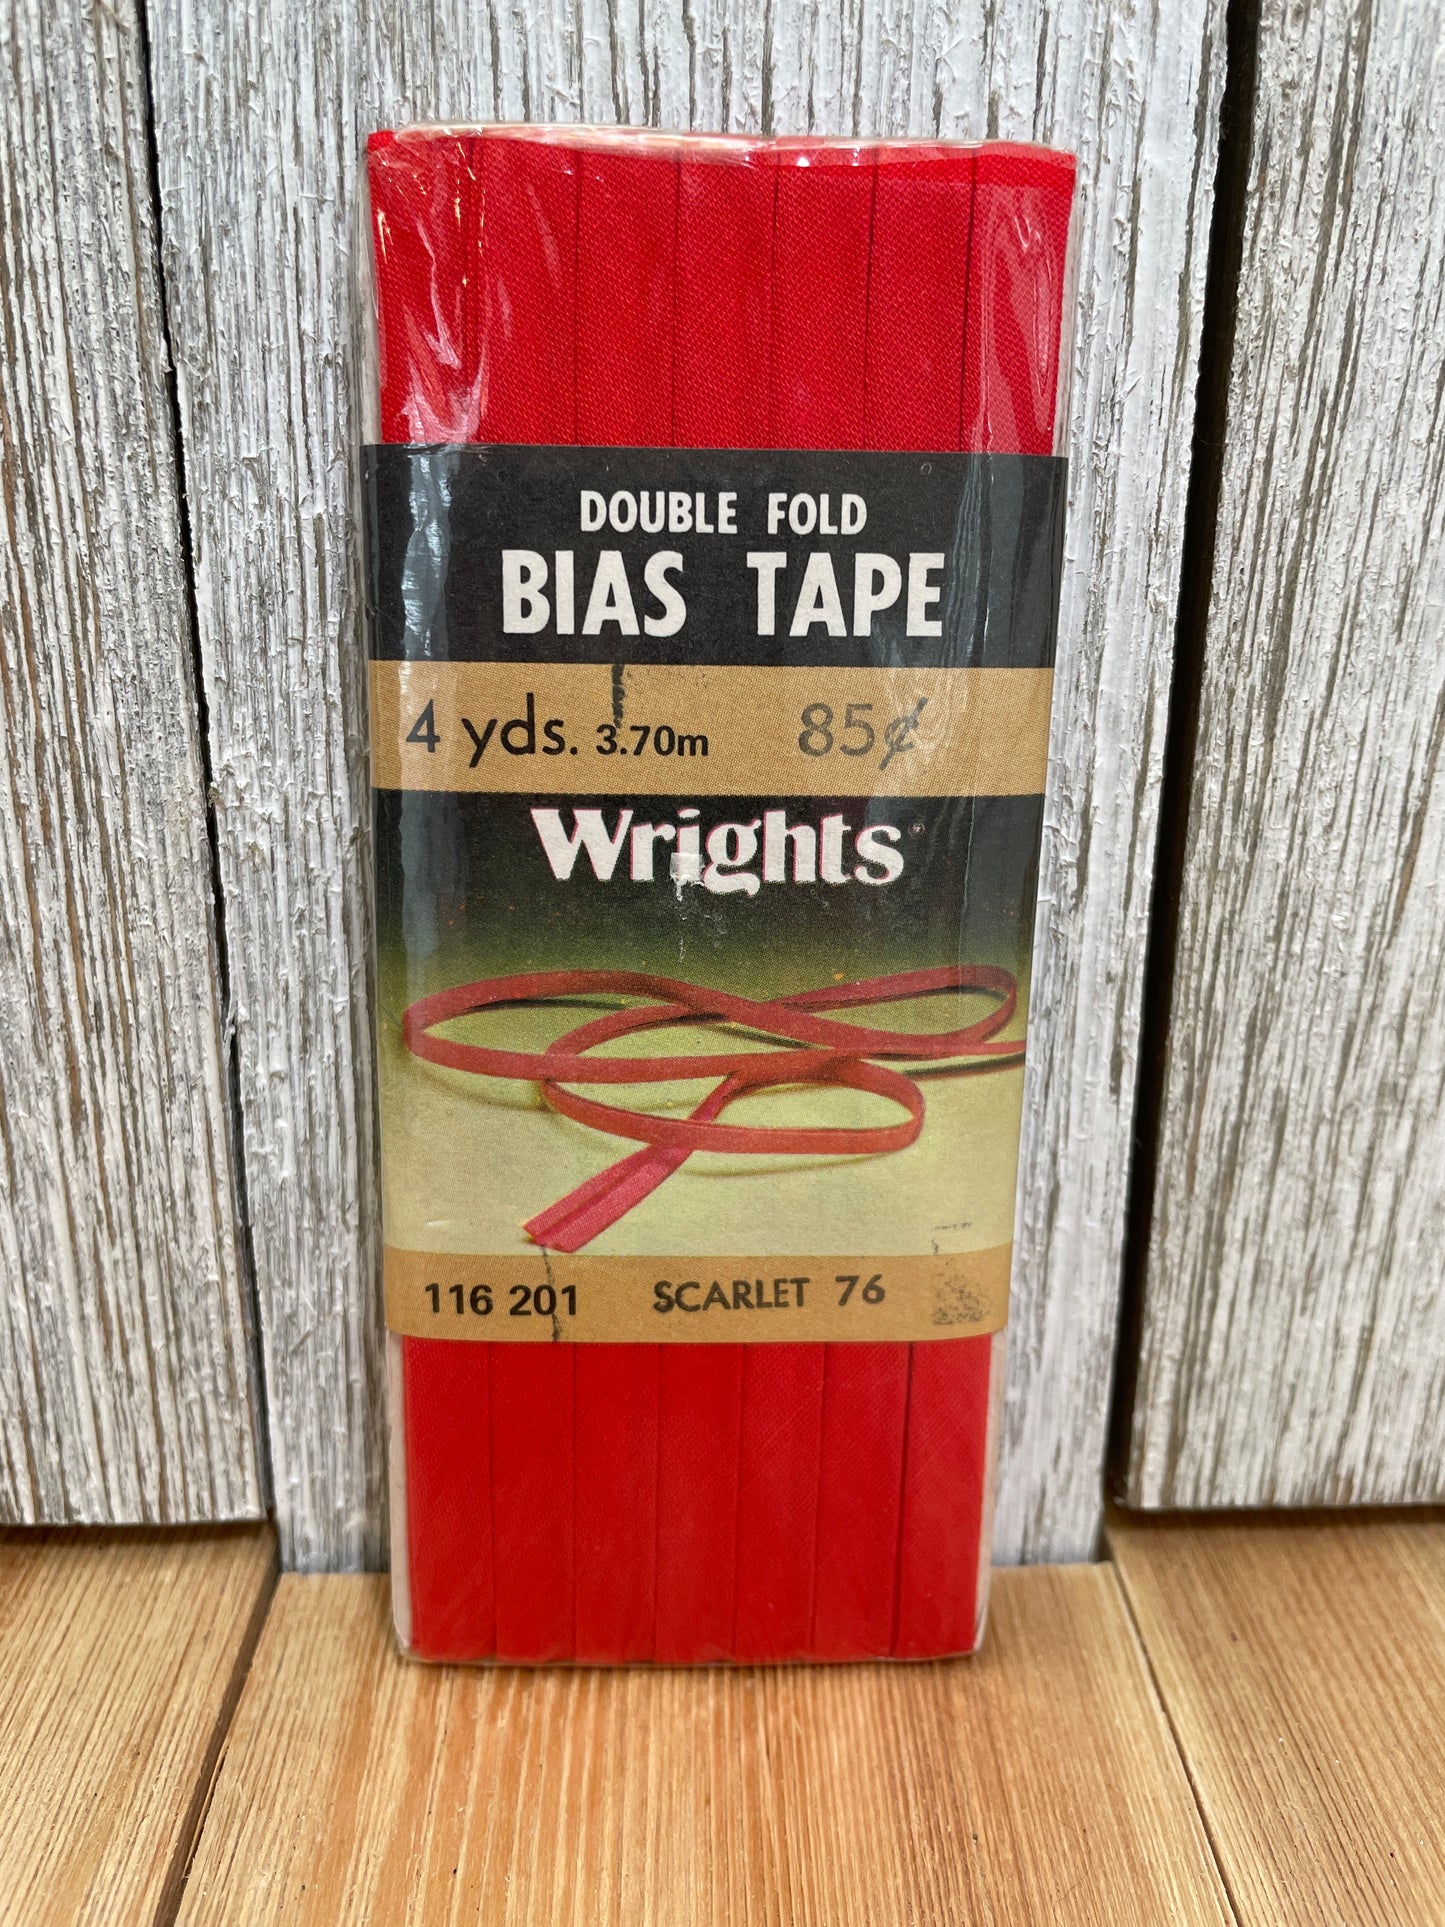 DOUBLE FOLD
BIAS TAPE
4 yds. 3.70m 85¢
Wrights
116 201 SCARLET 76